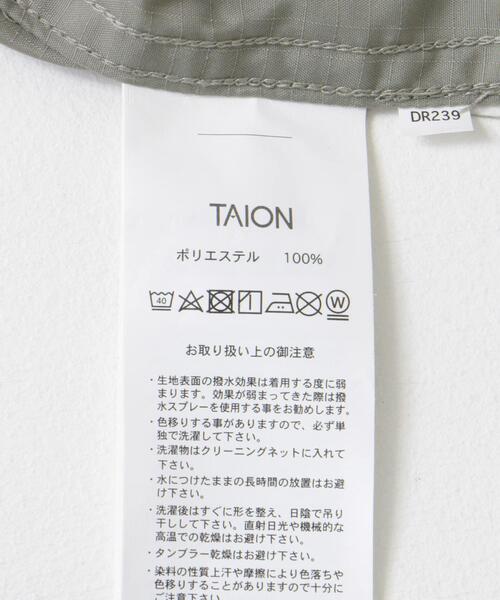 DR239
TAION
ポリエステル 100%
40
W
お取り扱い上の御注意
・生地表面の撥水効果は着用する度に弱
まります。効果が弱まってきた際は撥
水スプレーを使用する事をお勧めします。
・色移りする事がありますので、必ず単
独で洗濯して下さい。
・洗濯物はクリーニングネットに入れて
下さい。
・水につけたままの長時間の放置はお避
け下さい。
・洗濯後はすぐに形を整え、日陰で吊り
干しして下さい。直射日光や機械的な
高温での乾燥はお避け下さい。
・タンブラー乾燥はお避け下さい。
・染料の性質上汗や摩擦により色落ちや
色移りすることがありますので十分に
ご注意下さい。